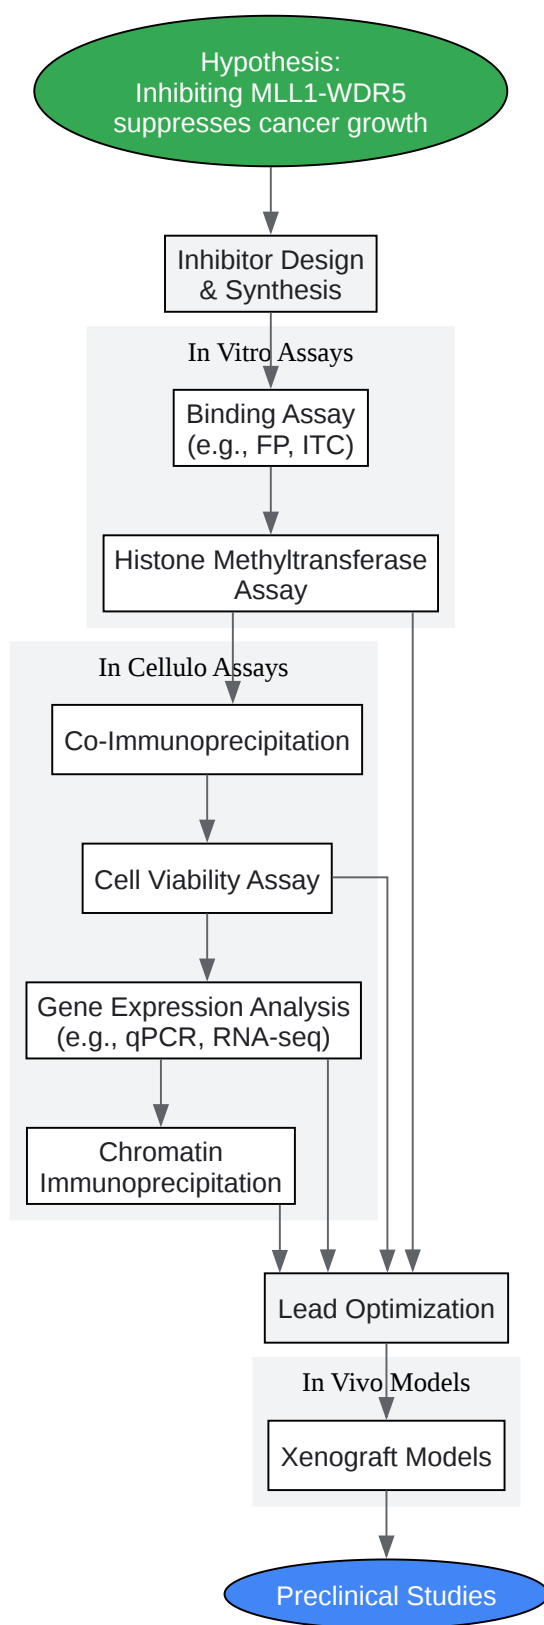 Hypothesis:
Inhibiting MLL1-WDR5
suppresses cancer growth
Inhibitor Design
& Synthesis
In Vitro Assays
Binding Assay
(e.g., FP, ITC)
Histone Methyltransferase
Assay
In Cellulo Assays
Co-Immunoprecipitation
Cell Viability Assay
Gene Expression Analysis
(e.g., qPCR, RNA-seq)
Chromatin
Immunoprecipitation
Lead Optimization
In Vivo Models
Xenograft Models
Preclinical Studies